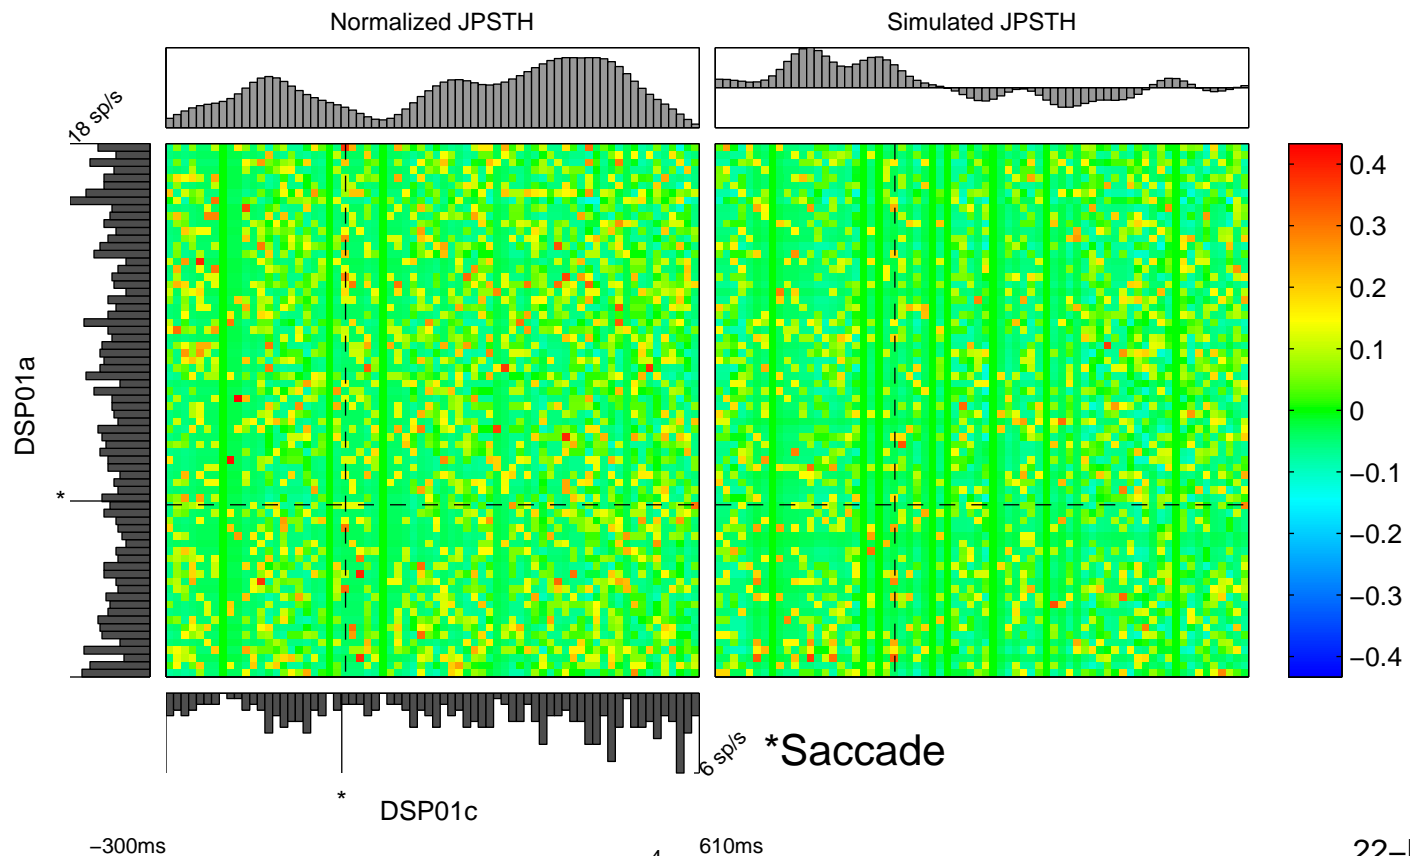 Normalized JPSTH
Simulated JPSTH
18 sp/s
DSP01a
*
0.4
0.3
0.2
0.1
0
−0.1
−0.2
−0.3
−0.4
6 sp/s
*Saccade
*
DSP01c
−300ms
610ms